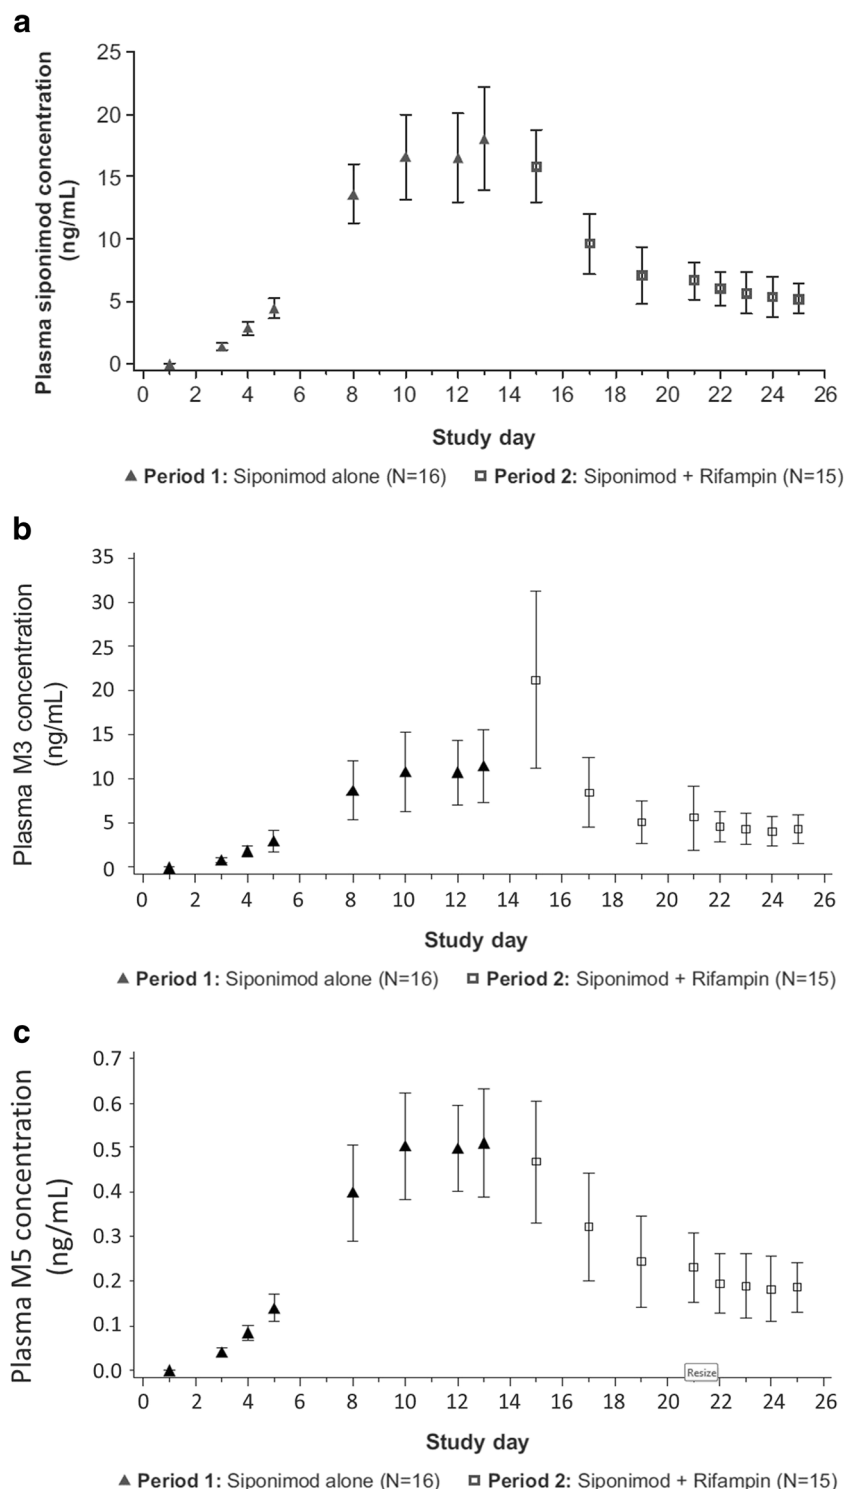 a
Plasma siponimod concentration
(ng/mL)
25
20
15
10
5
0
0 2 4 6 8 10 12 14 16 18 20 22 24 26
Study day
Period 1: Siponimod alone (N=16) Period 2: Siponimod + Rifampin (N=15)
b
Plasma M3 concentration
(ng/mL)
35
30
25
20
15
10
5
0
0 2 4 6 8 10 12 14 16 18 20 22 24 26
Study day
Period 1: Siponimod alone (N=16) Period 2: Siponimod + Rifampin (N=15)
c
Plasma M5 concentration
(ng/mL)
0.7
0.6
0.5
0.4
0.3
0.2
0.1
0.0
Resize
0 2 4 6 8 10 12 14 16 18 20 22 24 26
Study day
Period 1: Siponimod alone (N=16) Period 2: Siponimod + Rifampin (N=15)